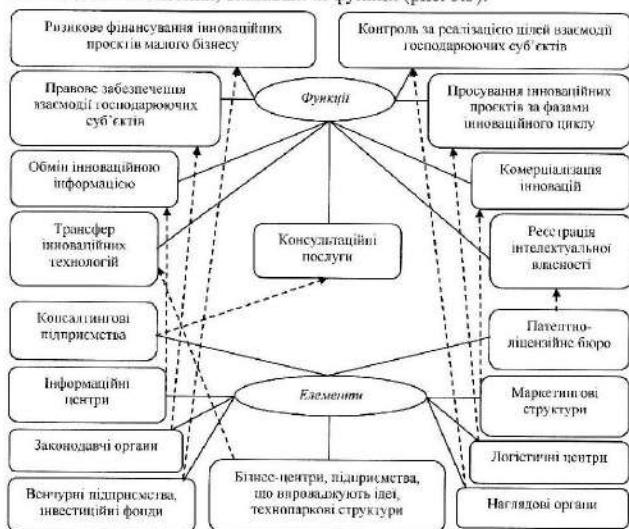 Ризикове фінансування інноваційних
проєктів малого бізнесу
Контроль за реалізацією цілей взаємодії
господарюючих суб'єктів
Правове забезпечення
взаємодії господарюючих
суб'єктів
Функції
Просування інноваційних
проєктів за фазами
інноваційного циклу
Обмін інноваційною
інформацією
Комерціалізація
інновацій
Трансфер
інноваційних
технологій
Консультаційні
послуги
Реєстрація
інтелектуальної
власності
Консалтингові
підприємства
Патентно-
ліцензійне бюро
Інформаційні
центри
Елементи
Маркетингові
структури
Законодавчі органи
Логістичні центри
Венчурні підприємства,
інвестиційні фонди
Бізнес-центри, підприємства,
що впроваджують ідеї,
технопаркові структури
Наглядові органи